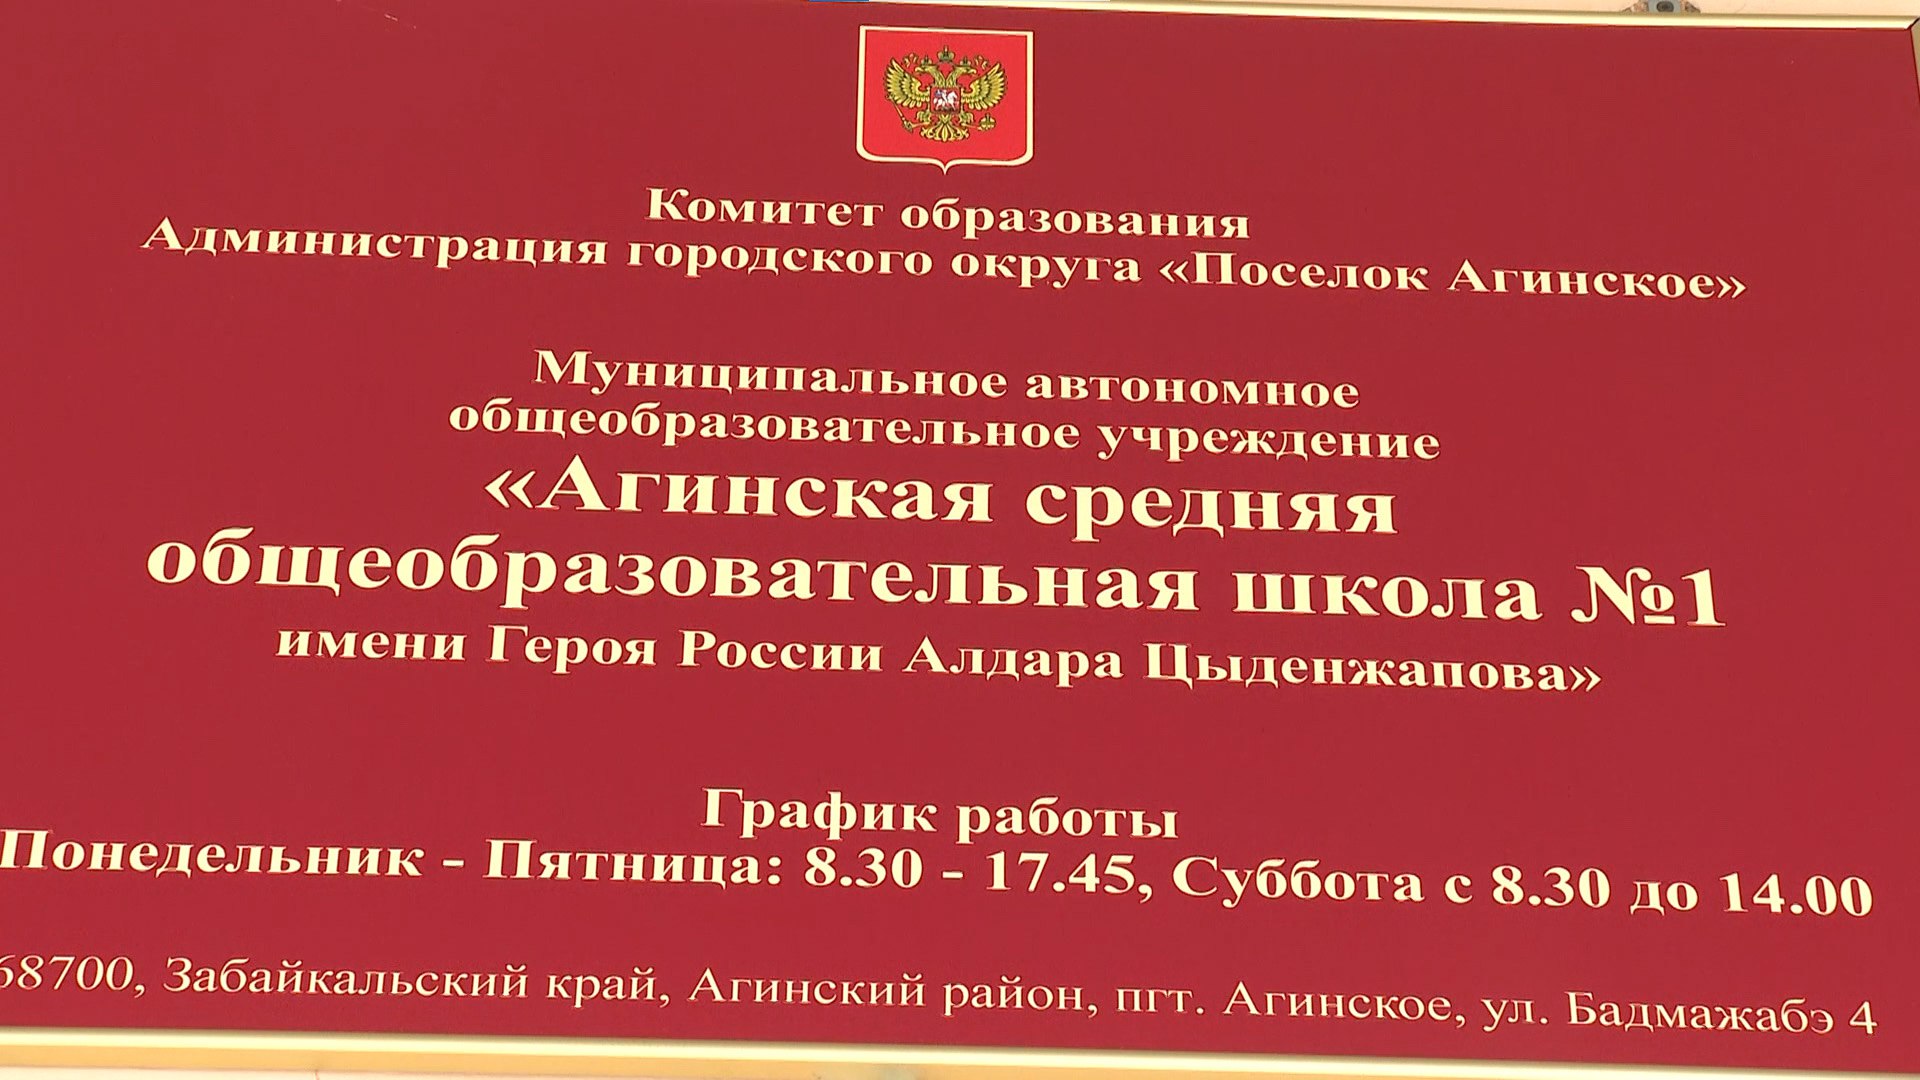 Комитет образования
Администрация городского округа «Поселок Агинское»
Муниципальное автономное
общеобразовательное учреждение
«Агинская средняя
общеобразовательная школа №1
имени Героя России Алдара Цыденжапова»
График работы
Понедельник - Пятница: 8.30 - 17.45, Суббота с 8.30 до 14.00
68700, Забайкальский край, Агинский район, пгт. Агинское, ул. Бадмажабэ 4